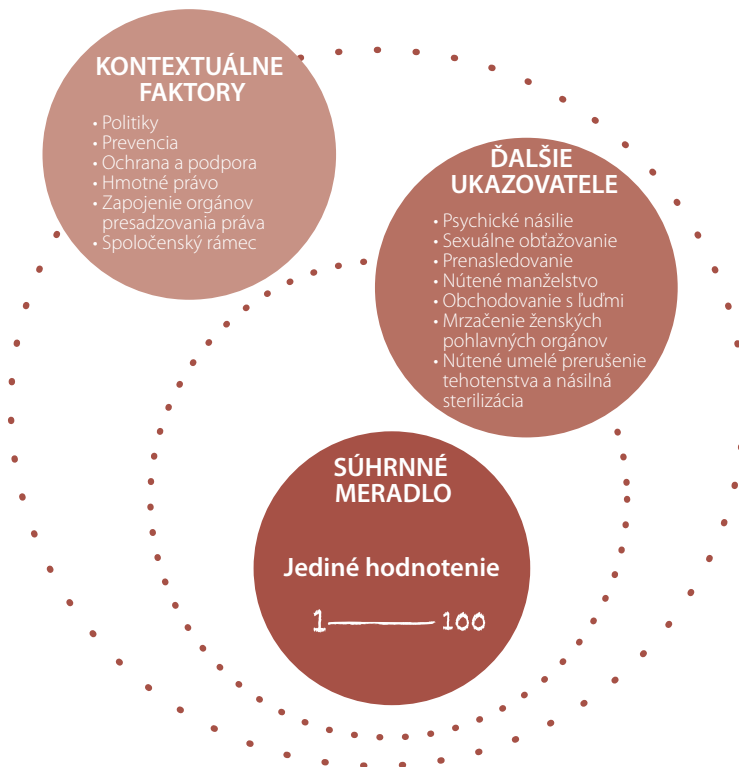 KONTEXTUÁLNE
FAKTORY
• Politiky
• Prevencia
• Ochrana a podpora
• Hmotné právo
• Zapojenie orgánov
presadzovania práva
• Spoločenský rámec
ĎALŠIE
UKAZOVATELE
• Psychické násilie
• Sexuálne obťažovanie
• Prenasledovanie
• Nútené manželstvo
• Obchodovanie s ľuďmi
• Mrzačenie ženských
pohlavných orgánov
• Nútené umelé prerušenie
tehotenstva a násilná
sterilizácia
SÚHRNNÉ
MERADLO
Jediné hodnotenie
1 100